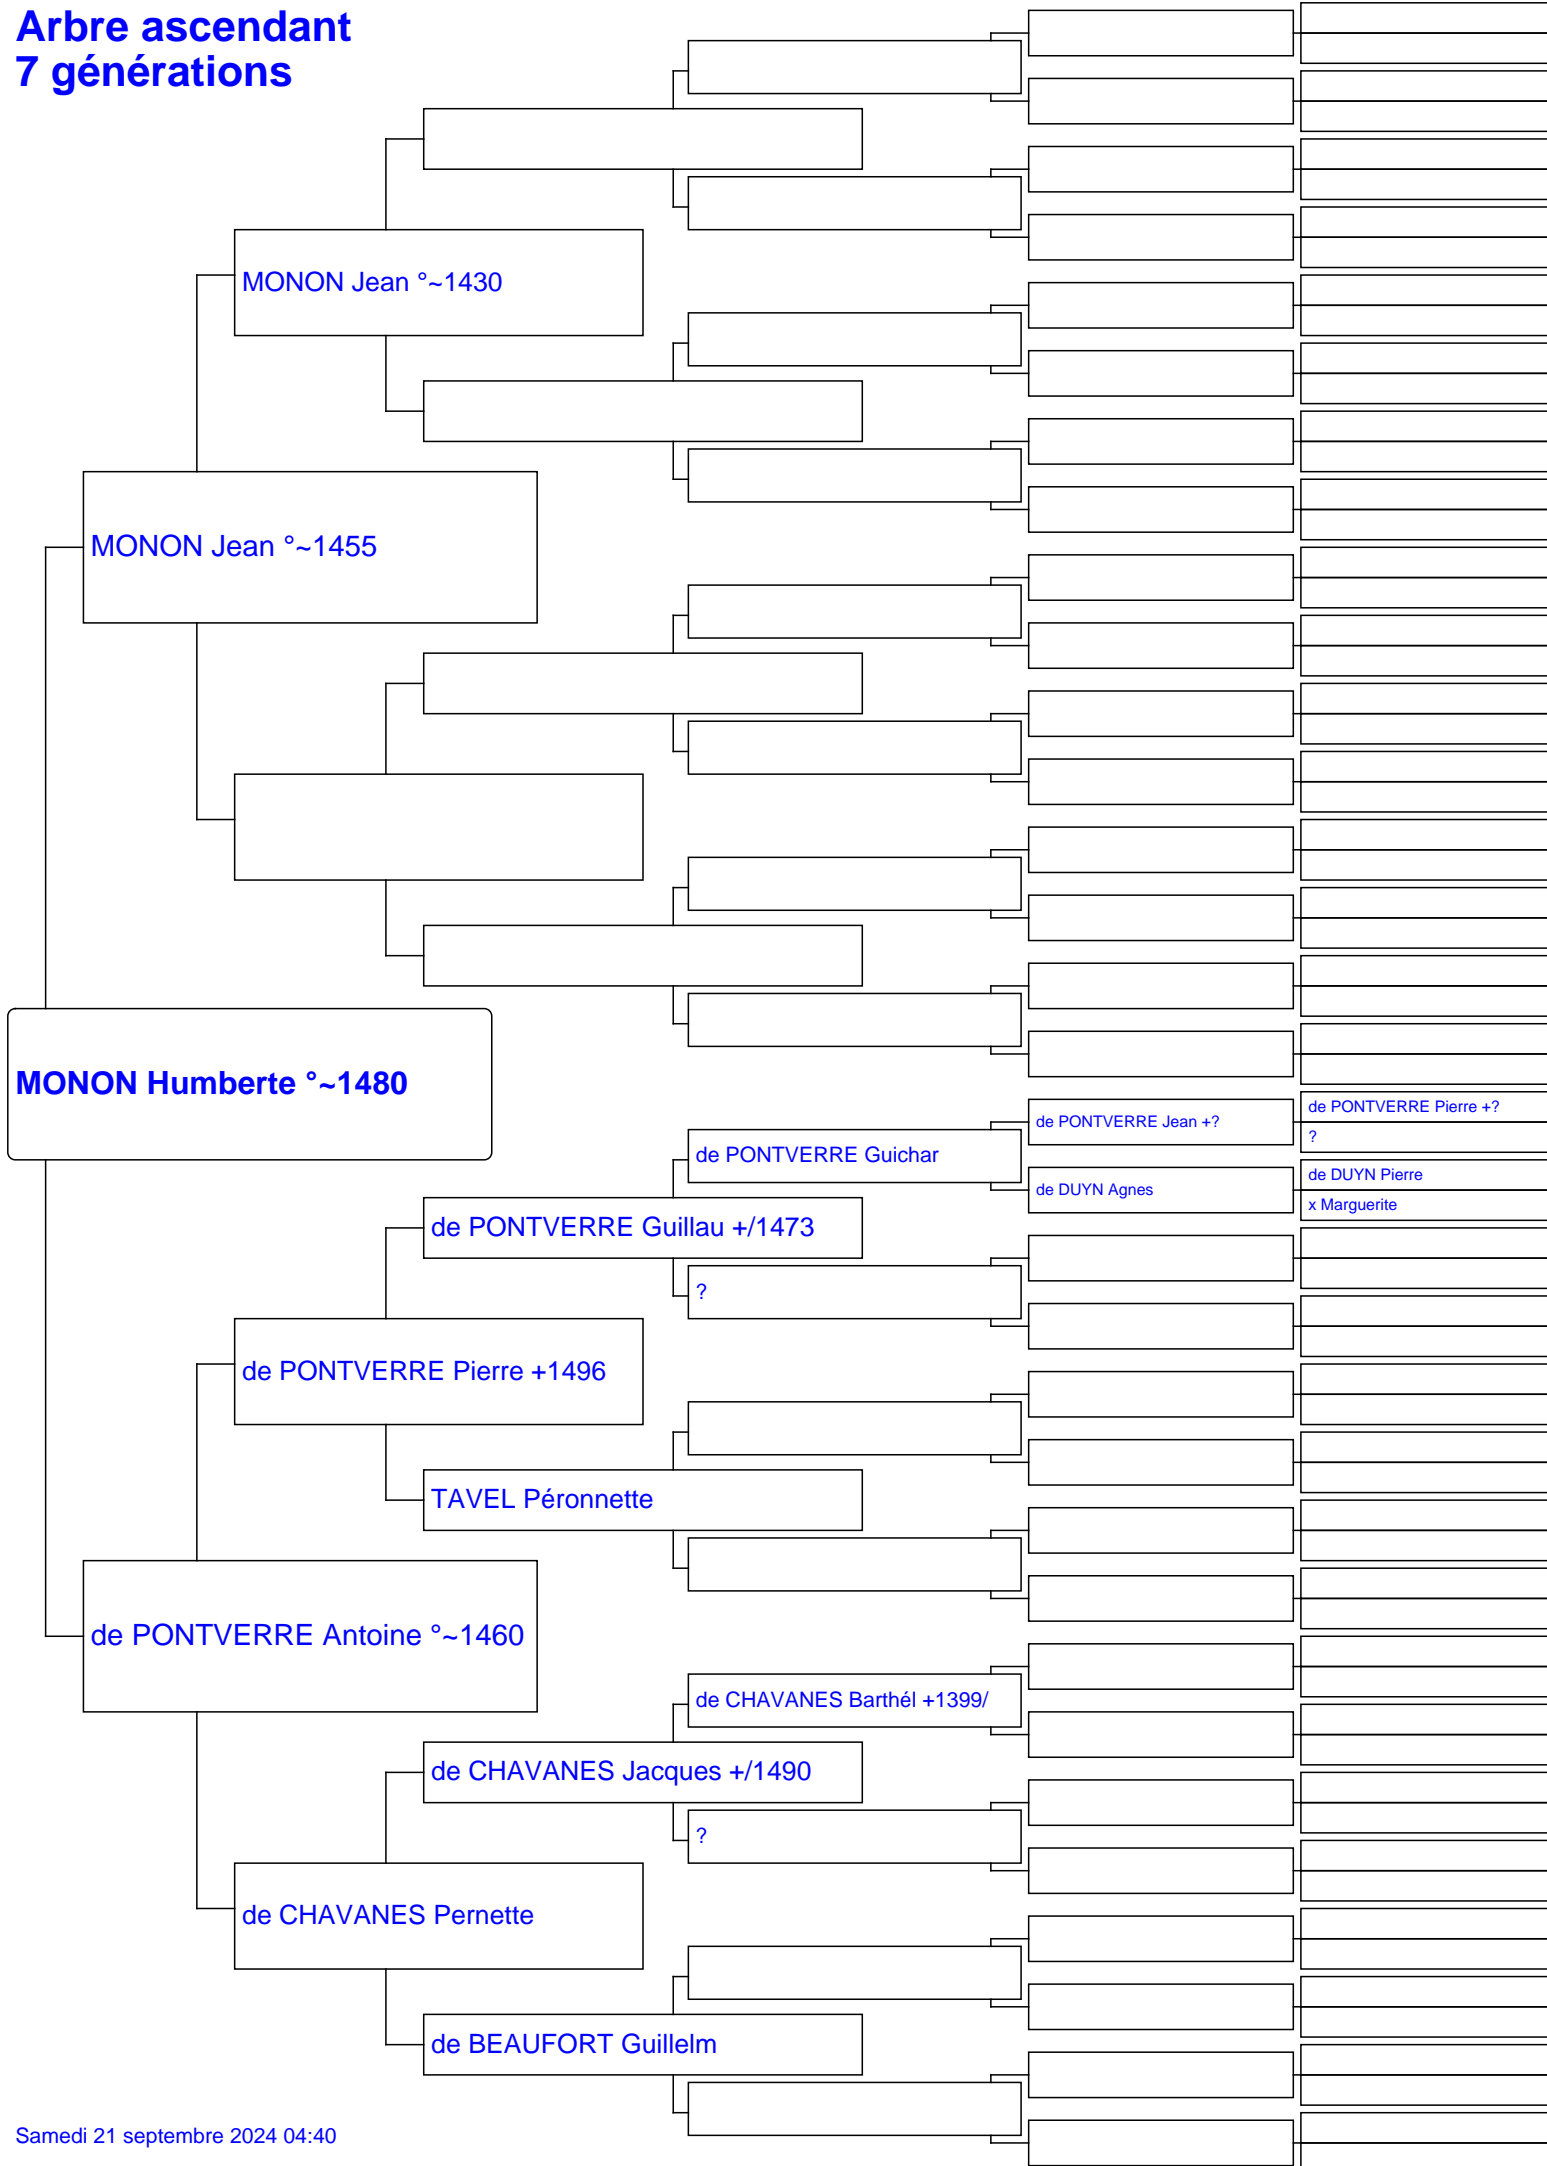 Arbre ascendant
7 générations
MONON Jean °~1430
MONON Jean °~1455
MONON Humberte °~1480
de PONTVERRE Pierre +?
de PONTVERRE Jean +?
?
de PONTVERRE Guichar
de DUYN Pierre
de DUYN Agnes
x Marguerite
de PONTVERRE Guillau +/1473
?
de PONTVERRE Pierre +1496
TAVEL Péronnette
de PONTVERRE Antoine °~1460
de CHAVANES Barthél +1399/
de CHAVANES Jacques +/1490
?
de CHAVANES Pernette
de BEAUFORT Guillelm
Samedi 21 septembre 2024 04:40